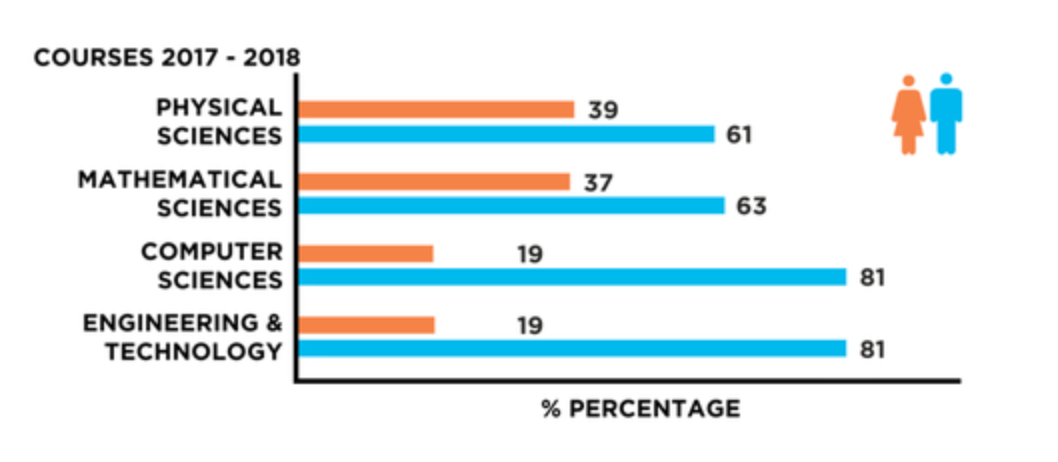 COURSES 2017 - 2018
PHYSICAL
SCIENCES
39
61
MATHEMATICAL
SCIENCES
37
63
COMPUTER
SCIENCES
19
81
ENGINEERING &
TECHNOLOGY
19
81
% PERCENTAGE